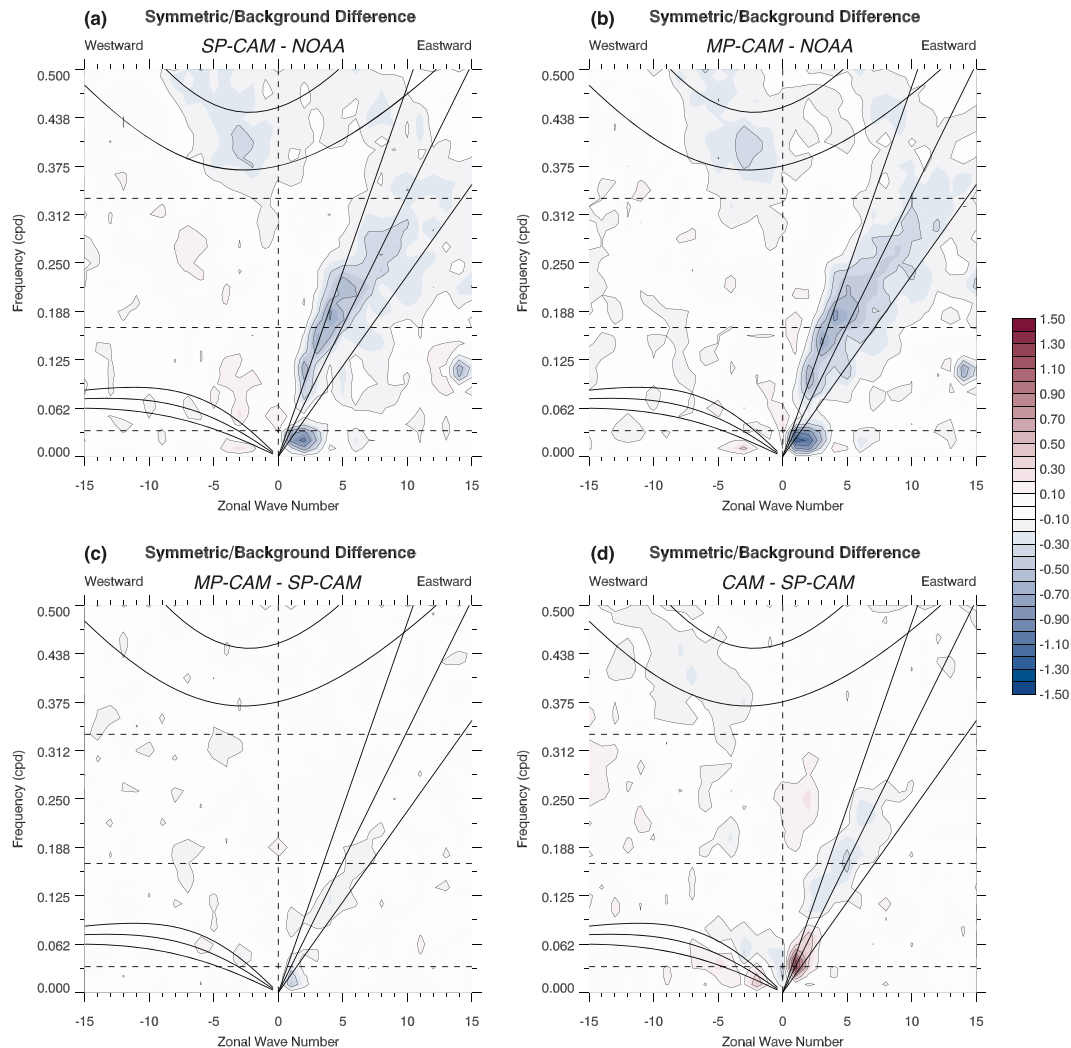 (a) Symmetric/Background Difference
Westward SP-CAM - NOAA Eastward
0.500
0.438
0.375
0.312
0.250
0.188
0.125
0.062
0.000
Frequency (cpd)
-15 -10 -5 0 5 10 15
Zonal Wave Number
(b) Symmetric/Background Difference
Westward MP-CAM - NOAA Eastward
0.500
0.438
0.375
0.312
0.250
0.188
0.125
0.062
0.000
Frequency (cpd)
-15 -10 -5 0 5 10 15
Zonal Wave Number
(c) Symmetric/Background Difference
Westward MP-CAM - SP-CAM Eastward
0.500
0.438
0.375
0.312
0.250
0.188
0.125
0.062
0.000
Frequency (cpd)
-15 -10 -5 0 5 10 15
Zonal Wave Number
(d) Symmetric/Background Difference
Westward CAM - SP-CAM Eastward
0.500
0.438
0.375
0.312
0.250
0.188
0.125
0.062
0.000
Frequency (cpd)
-15 -10 -5 0 5 10 15
Zonal Wave Number
1.50
1.30
1.10
0.90
0.70
0.50
0.30
0.10
-0.10
-0.30
-0.50
-0.70
-0.90
-1.10
-1.30
-1.50